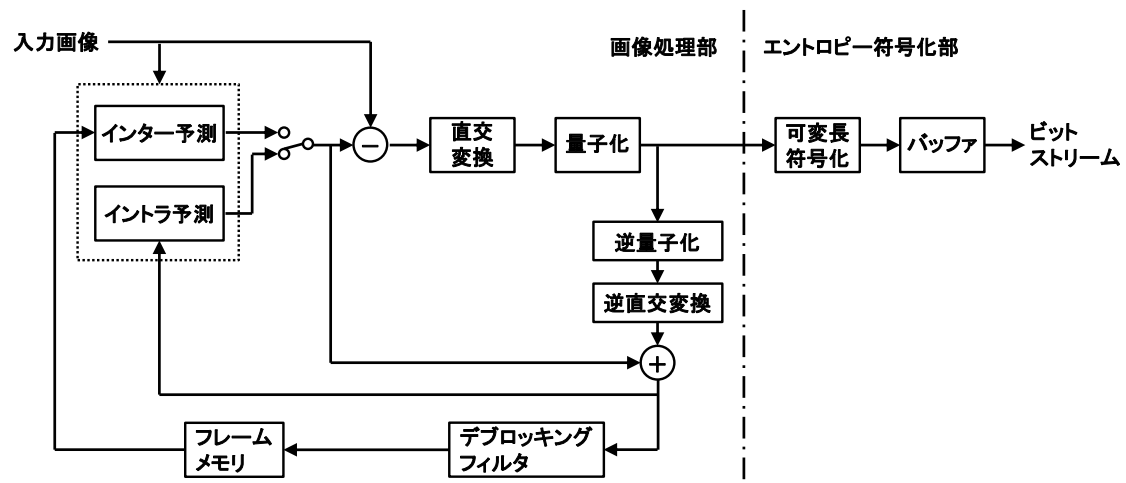 入力画像
画像処理部
エントロピー符号化部
インター予測
イントラ予測
−
直交
変換
量子化
可変長
符号化
バッファ
ビット
ストリーム
逆量子化
逆直交変換
+
フレーム
メモリ
デブロッキング
フィルタ